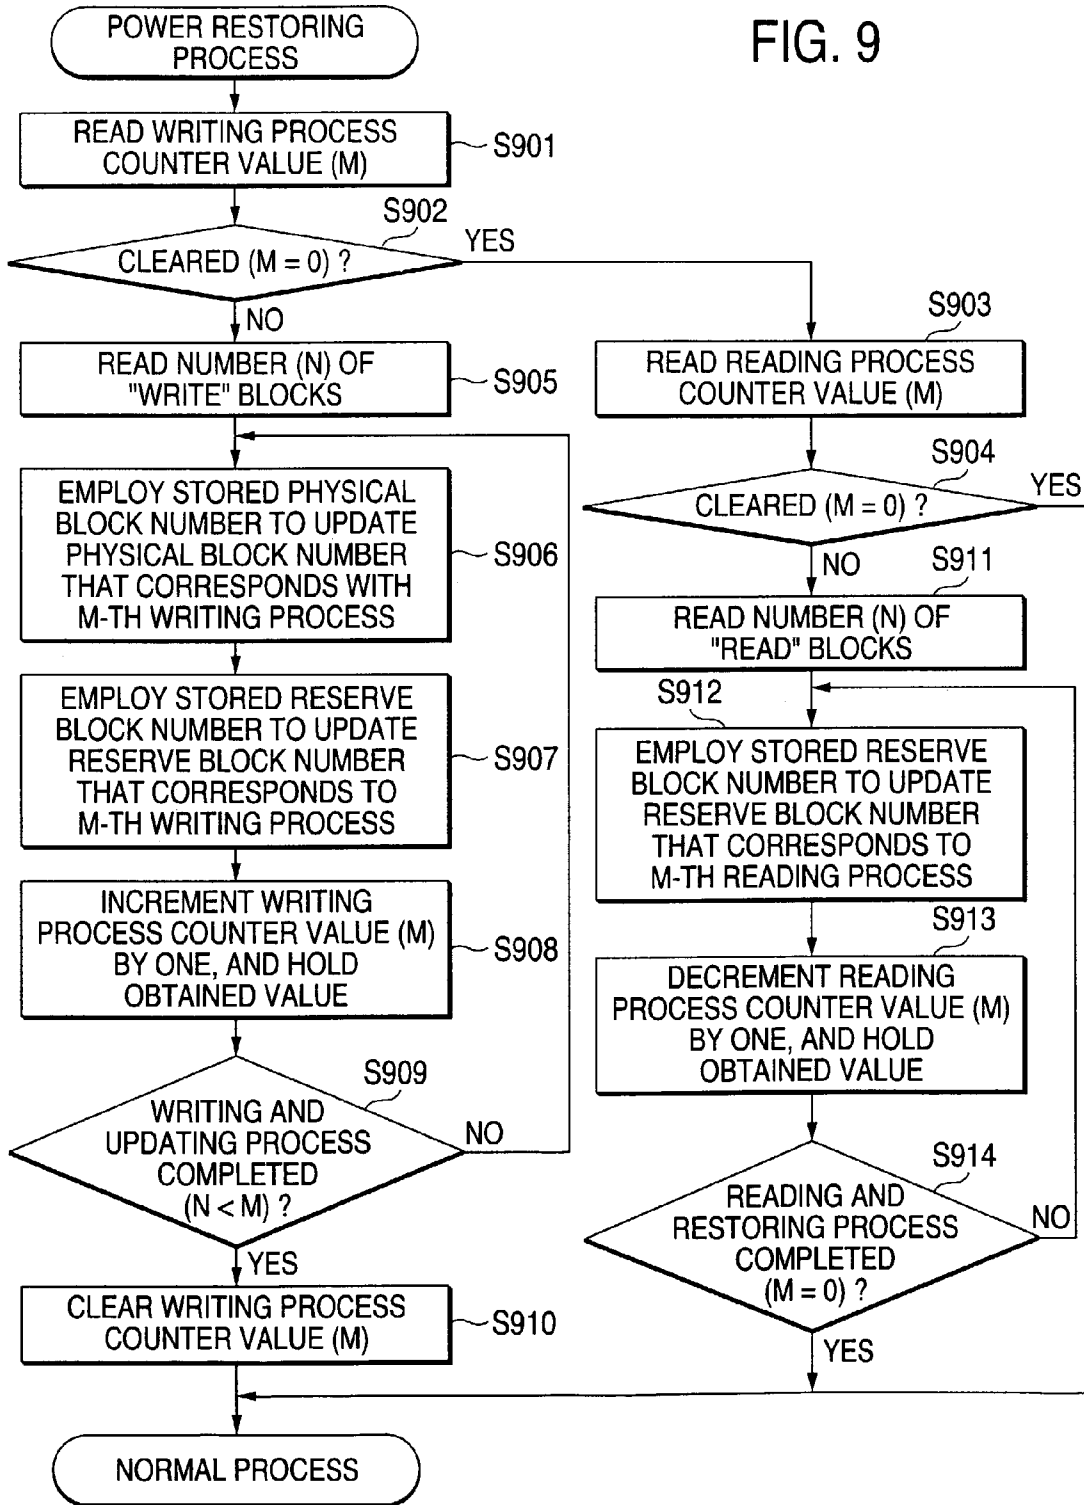 FIG. 9
POWER RESTORING
PROCESS
READ WRITING PROCESS
COUNTER VALUE (M)
S901
S902
CLEARED (M = 0) ?
YES
NO
READ NUMBER (N) OF
"WRITE" BLOCKS
S905
EMPLOY STORED PHYSICAL
BLOCK NUMBER TO UPDATE
PHYSICAL BLOCK NUMBER
THAT CORRESPONDS WITH
M-TH WRITING PROCESS
S906
EMPLOY STORED RESERVE
BLOCK NUMBER TO UPDATE
RESERVE BLOCK NUMBER
THAT CORRESPONDS TO
M-TH WRITING PROCESS
S907
INCREMENT WRITING
PROCESS COUNTER VALUE (M)
BY ONE, AND HOLD
OBTAINED VALUE
S908
S909
WRITING AND
UPDATING PROCESS
COMPLETED
(N < M) ?
NO
YES
CLEAR WRITING PROCESS
COUNTER VALUE (M)
S910
NORMAL PROCESS
S903
READ READING PROCESS
COUNTER VALUE (M)
S904
CLEARED (M = 0) ?
YES
NO
S911
READ NUMBER (N) OF
"READ" BLOCKS
S912
EMPLOY STORED RESERVE
BLOCK NUMBER TO UPDATE
RESERVE BLOCK NUMBER
THAT CORRESPONDS TO
M-TH READING PROCESS
S913
DECREMENT READING
PROCESS COUNTER VALUE (M)
BY ONE, AND HOLD
OBTAINED VALUE
S914
READING AND
RESTORING PROCESS
COMPLETED
(M = 0) ?
NO
YES